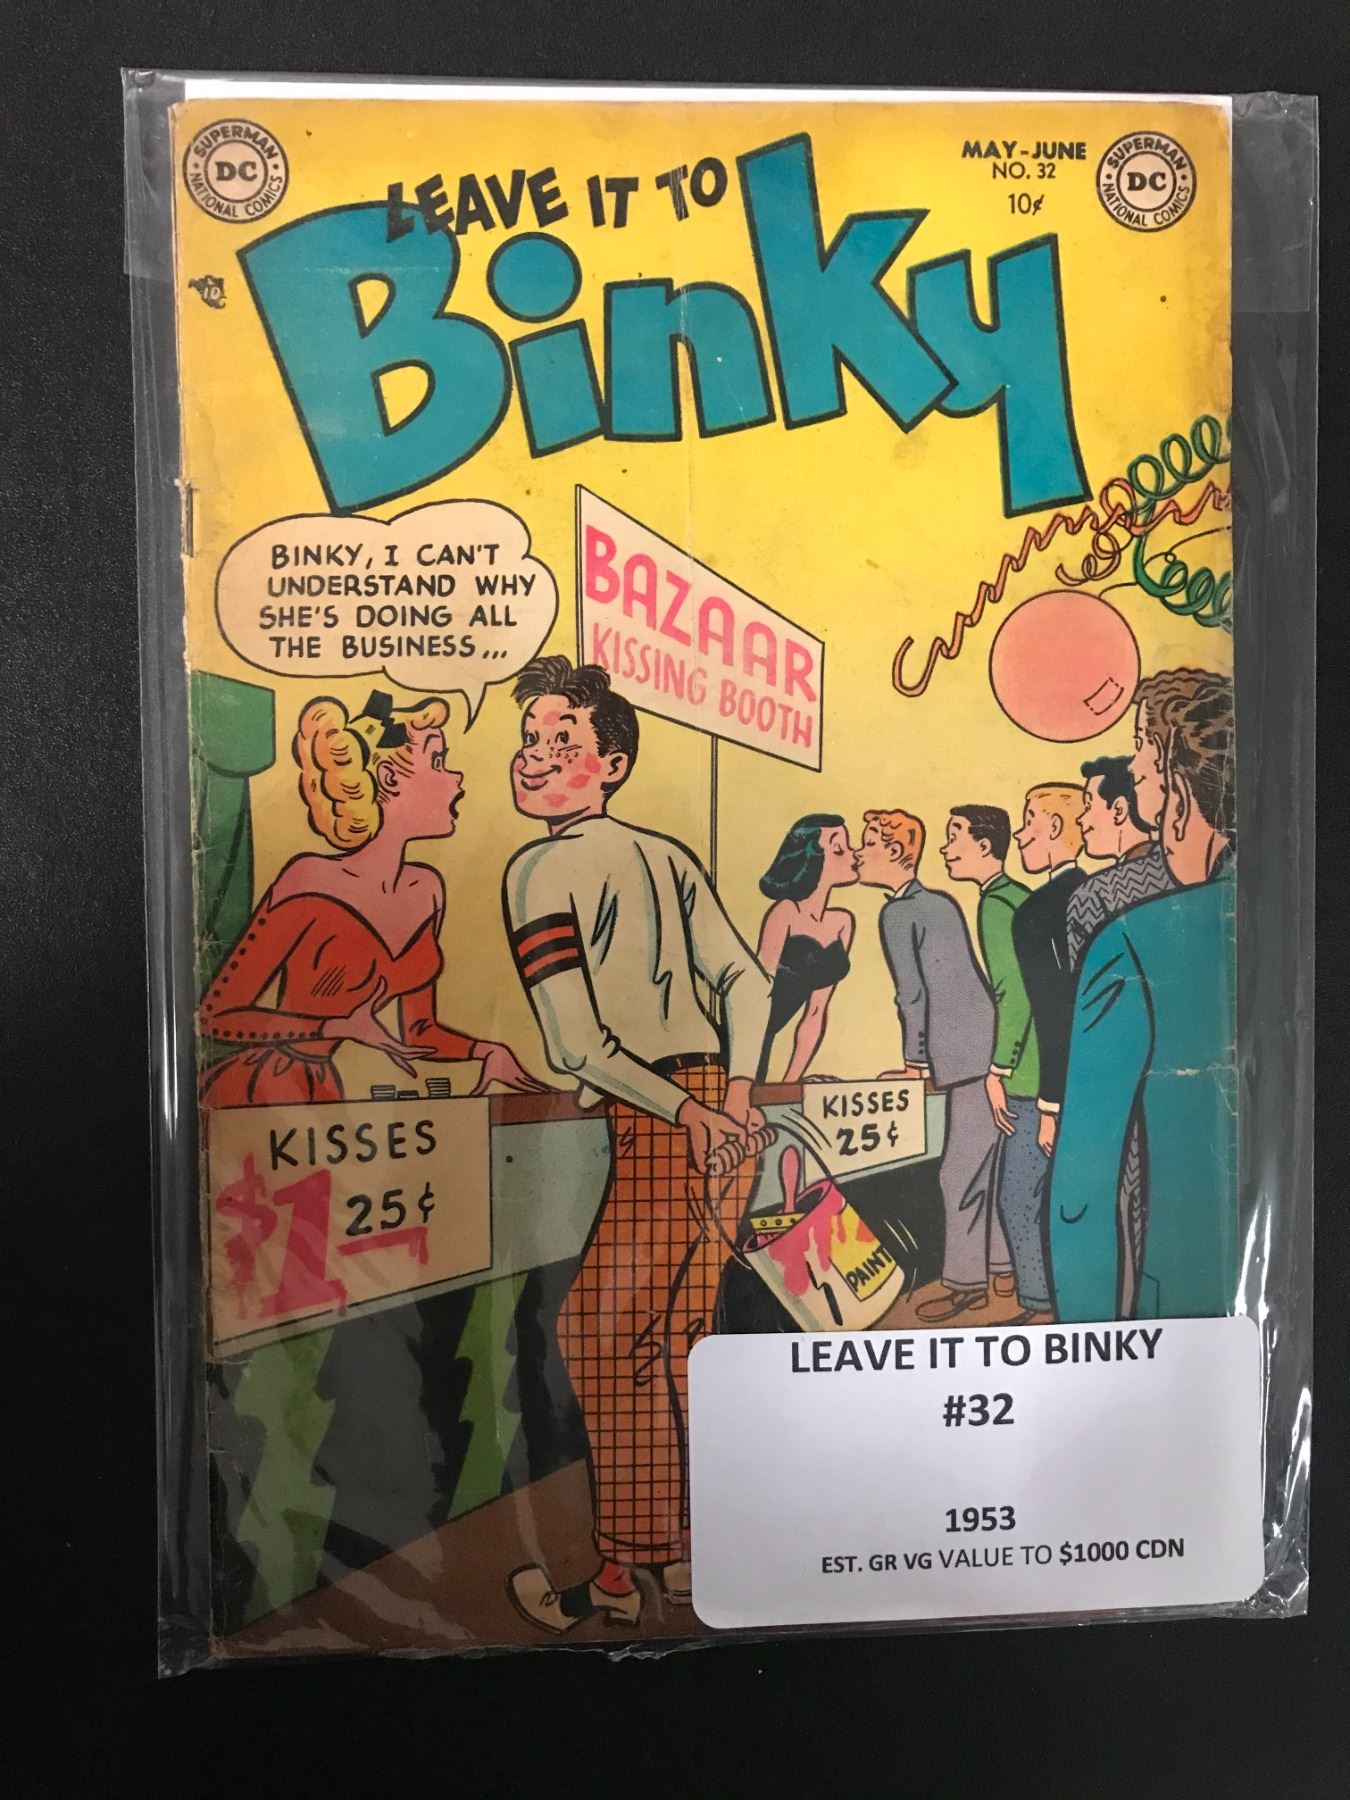 SUPERMAN
DC
NATIONAL COMICS
LEAVE IT TO
Binky
MAY-JUNE
NO. 32
10¢
SUPERMAN
DC
NATIONAL COMICS
10¢
BINKY, I CAN'T
UNDERSTAND WHY
SHE'S DOING ALL
THE BUSINESS...
BAZAAR
KISSING BOOTH
KISSES
$1 25¢
KISSES
25¢
PAINT
LEAVE IT TO BINKY
#32
1953
EST. GR VG VALUE TO $1000 CDN